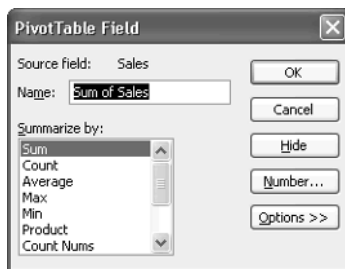 PivotTable Field
Source field: Sales
OK
Name: Sum of Sales
Cancel
Summarize by:
Sum
Hide
Count
Average
Number...
Max
Min
Options >>
Product
Count Nums